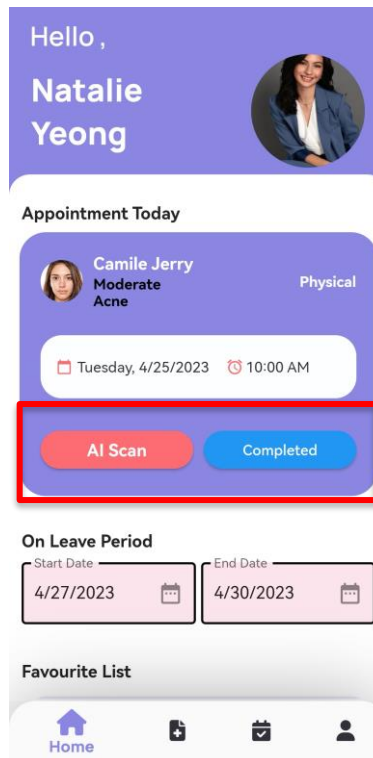 Hello ,
Natalie
Yeong
Appointment Today
Camile Jerry
Moderate
Acne
Physical
Tuesday, 4/25/2023 10:00 AM
AI Scan Completed
On Leave Period
Start Date End Date
4/27/2023 4/30/2023
Favourite List
Home